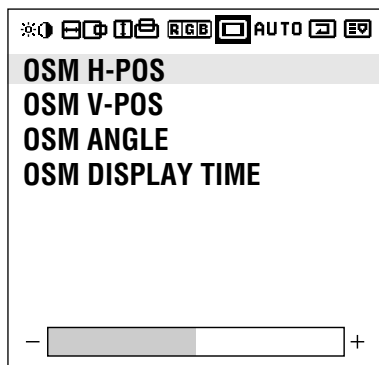 RGB AUTO
OSM H-POS
OSM V-POS
OSM ANGLE
OSM DISPLAY TIME
- +